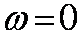 ω = 0